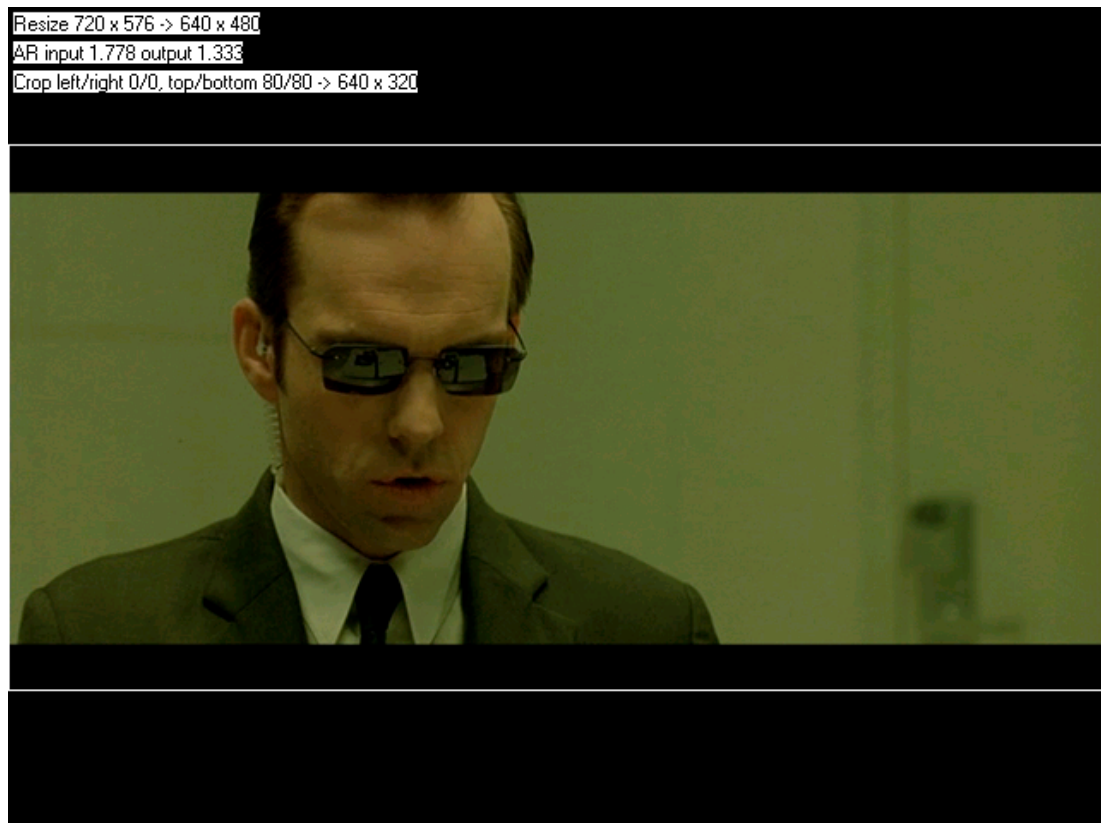 Resize 720 x 576 -> 640 x 480
AR input 1.778 output 1.333
Crop left/right 0/0, top/bottom 80/80 -> 640 x 320